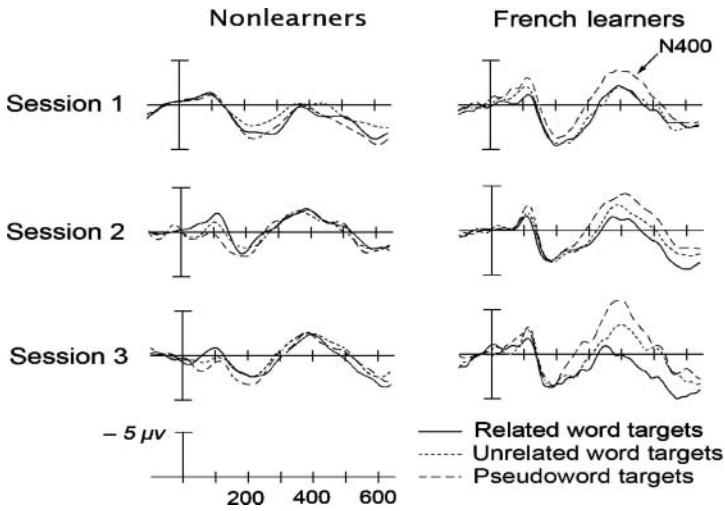 Nonlearners French learners
N400
Session 1
Session 2
Session 3
– 5 µv
200 400 600
Related word targets
Unrelated word targets
Pseudoword targets